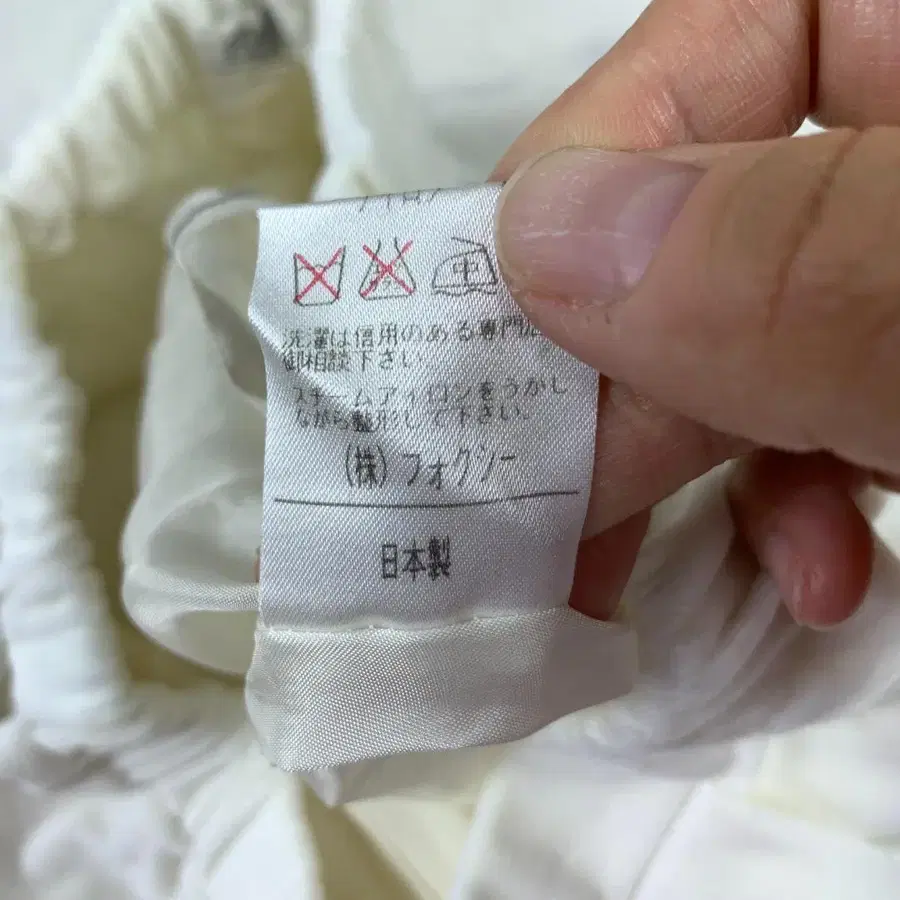 中
洗濯は信用のある専門店
御相談下さい
スチームアイロンをうかし
ながら整形して下さい。
(株)フォクシー
日本製